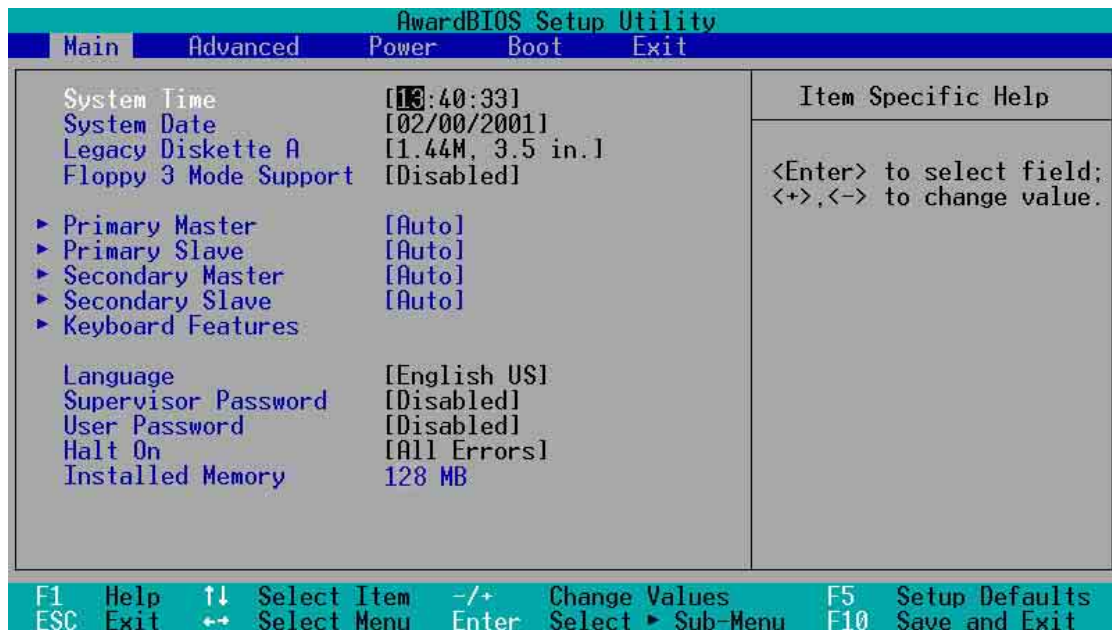 AwardBIOS Setup Utility
Main Advanced Power Boot Exit
System Time [13:40:33]
System Date [02/00/2001]
Legacy Diskette A [1.44M, 3.5 in.]
Floppy 3 Mode Support [Disabled]
► Primary Master [Auto]
► Primary Slave [Auto]
► Secondary Master [Auto]
► Secondary Slave [Auto]
► Keyboard Features
Language [English US]
Supervisor Password [Disabled]
User Password [Disabled]
Halt On [All Errors]
Installed Memory 128 MB
Item Specific Help
<Enter> to select field;
<+>,<-> to change value.
F1 Help ↑↓ Select Item -/+ Change Values F5 Setup Defaults
ESC Exit ←→ Select Menu Enter Select ► Sub-Menu F10 Save and Exit